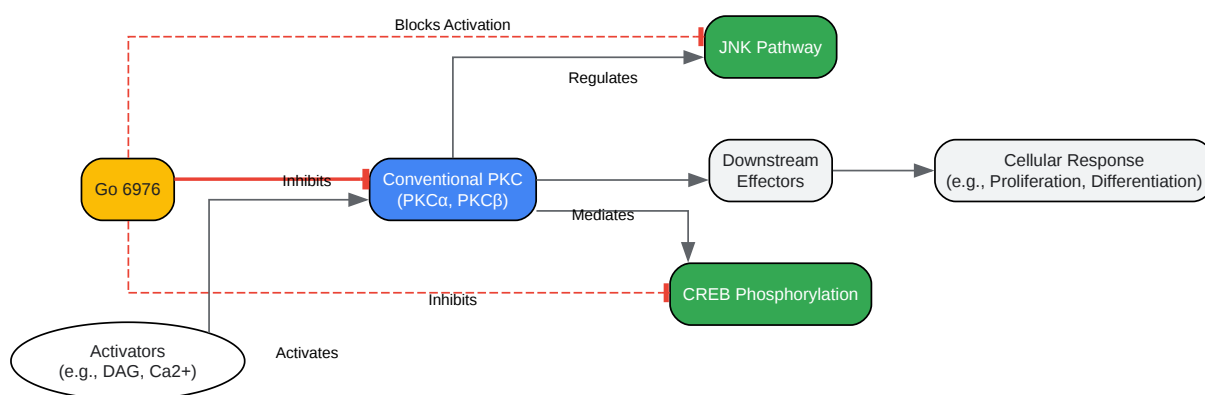 Blocks Activation
JNK Pathway
Regulates
Go 6976
Inhibits
Conventional PKC
(PKCα, PKCβ)
Downstream
Effectors
Cellular Response
(e.g., Proliferation, Differentiation)
Mediates
CREB Phosphorylation
Inhibits
Activators
(e.g., DAG, Ca2+)
Activates